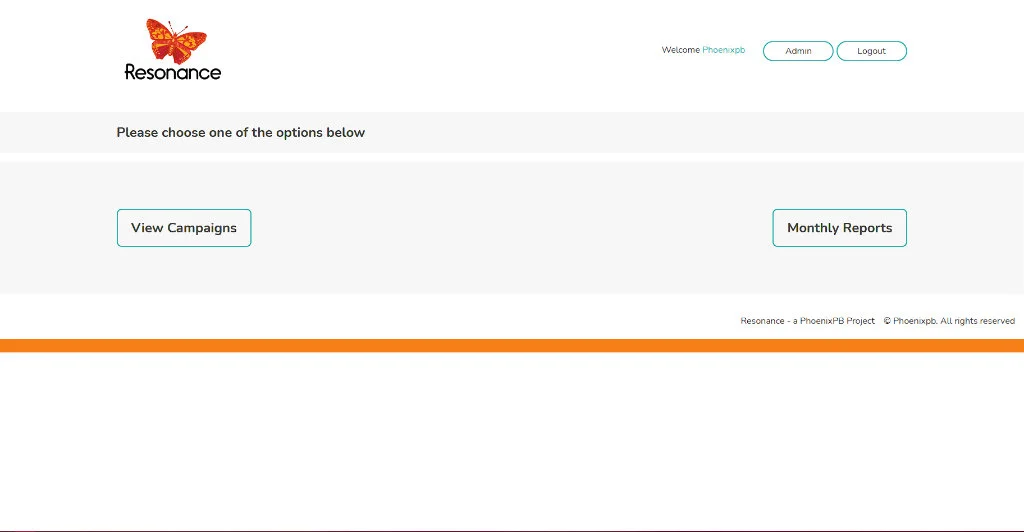 Resonance
Welcome Phoenixpb
Admin
Logout
Please choose one of the options below
View Campaigns
Monthly Reports
Resonance - a PhoenixPB Project © Phoenixpb. All rights reserved